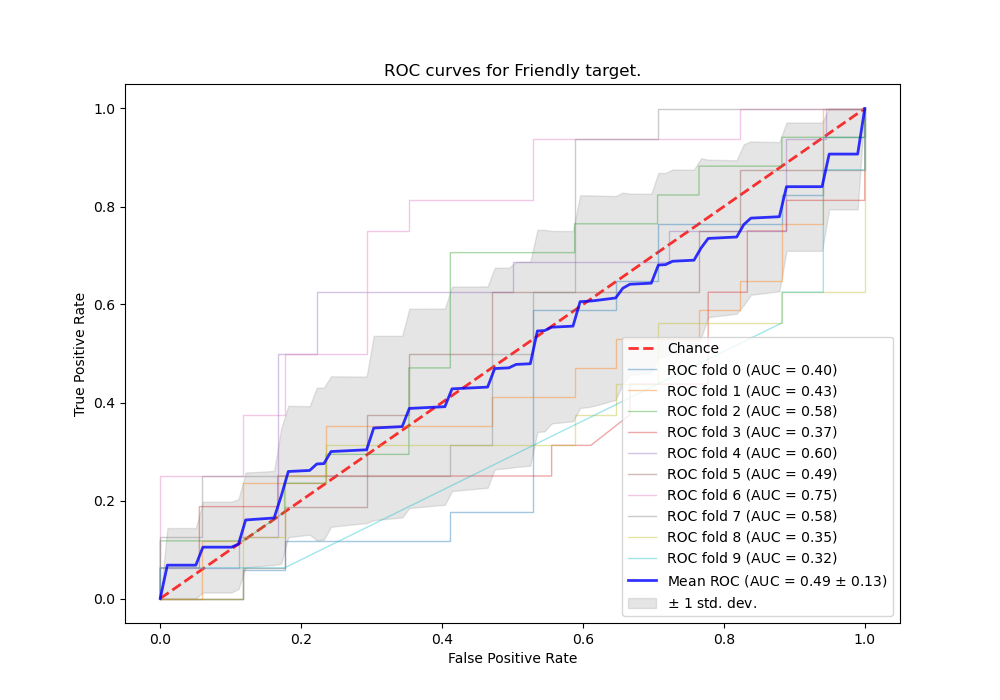 ROC curves for Friendly target.
True Positive Rate
1.0
0.8
0.6
0.4
0.2
0.0
Chance
ROC fold 0 (AUC = 0.40)
ROC fold 1 (AUC = 0.43)
ROC fold 2 (AUC = 0.58)
ROC fold 3 (AUC = 0.37)
ROC fold 4 (AUC = 0.60)
ROC fold 5 (AUC = 0.49)
ROC fold 6 (AUC = 0.75)
ROC fold 7 (AUC = 0.58)
ROC fold 8 (AUC = 0.35)
ROC fold 9 (AUC = 0.32)
Mean ROC (AUC = 0.49 ± 0.13)
± 1 std. dev.
0.0 0.2 0.4 0.6 0.8 1.0
False Positive Rate